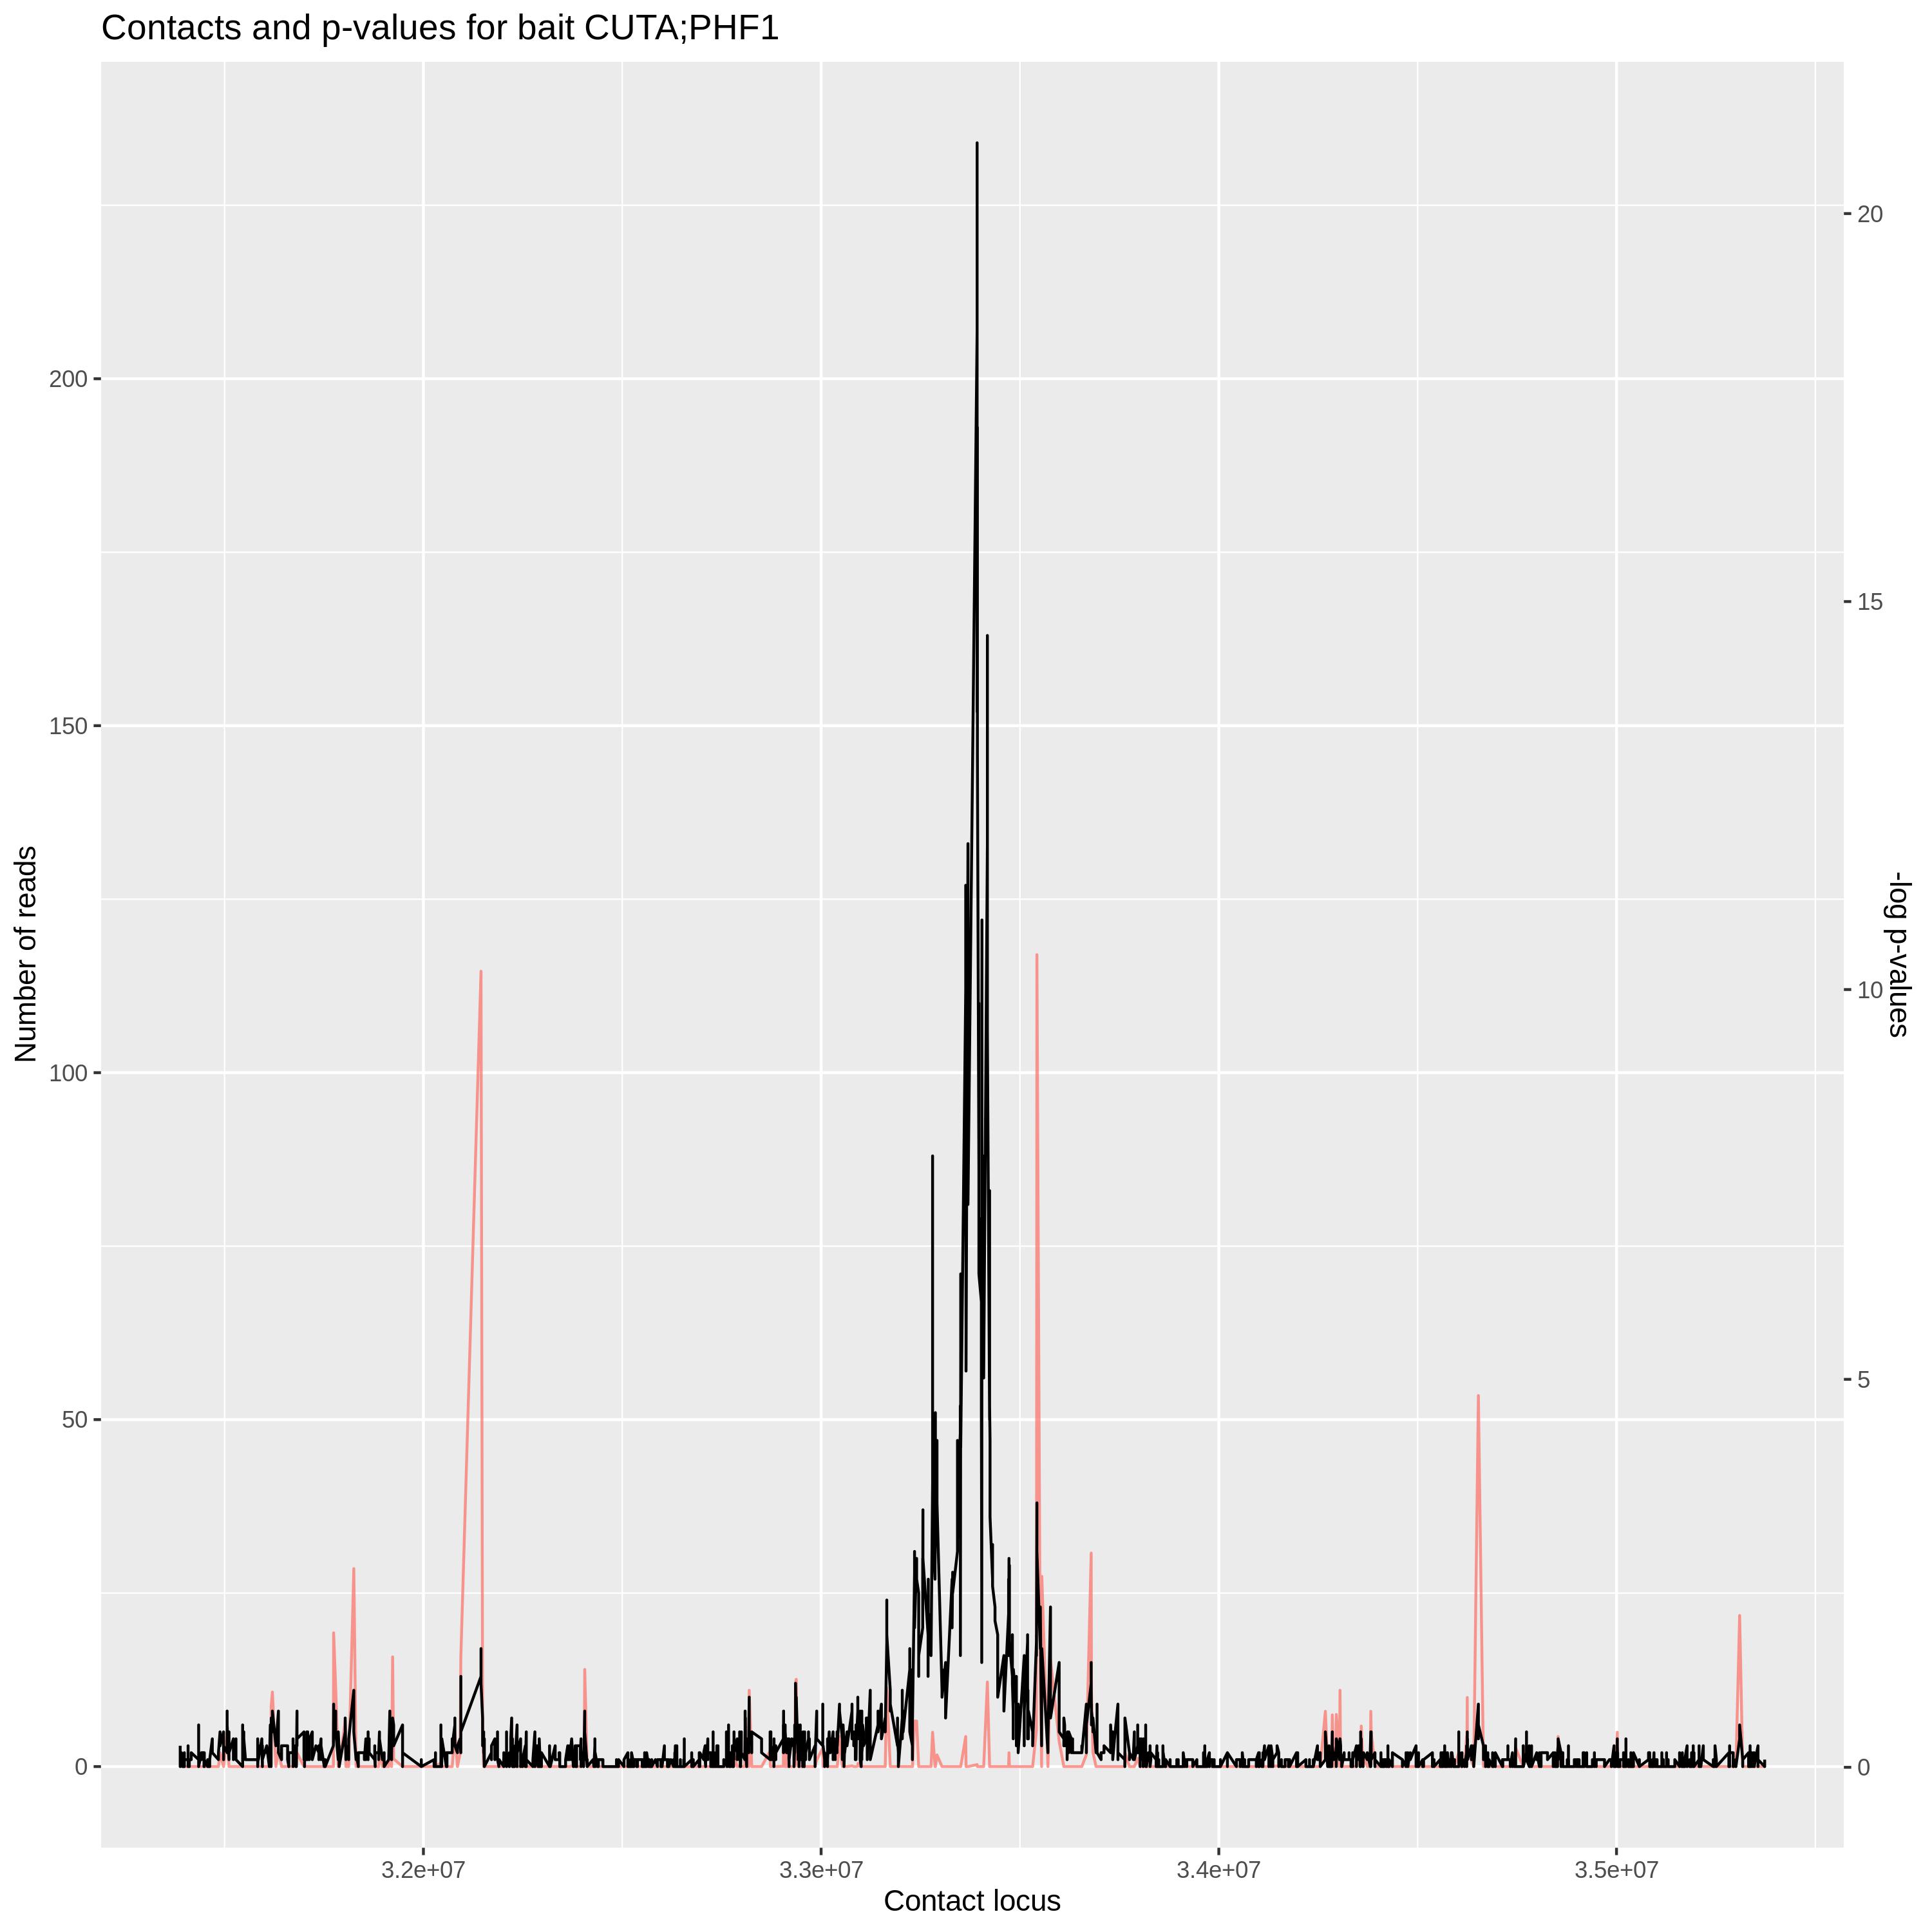 Contacts and p-values for bait CUTA;PHF1
200
150
100
50
0
Number of reads
20
15
10
5
0
-log p-values
3.2e+07
3.3e+07
3.4e+07
3.5e+07
Contact locus